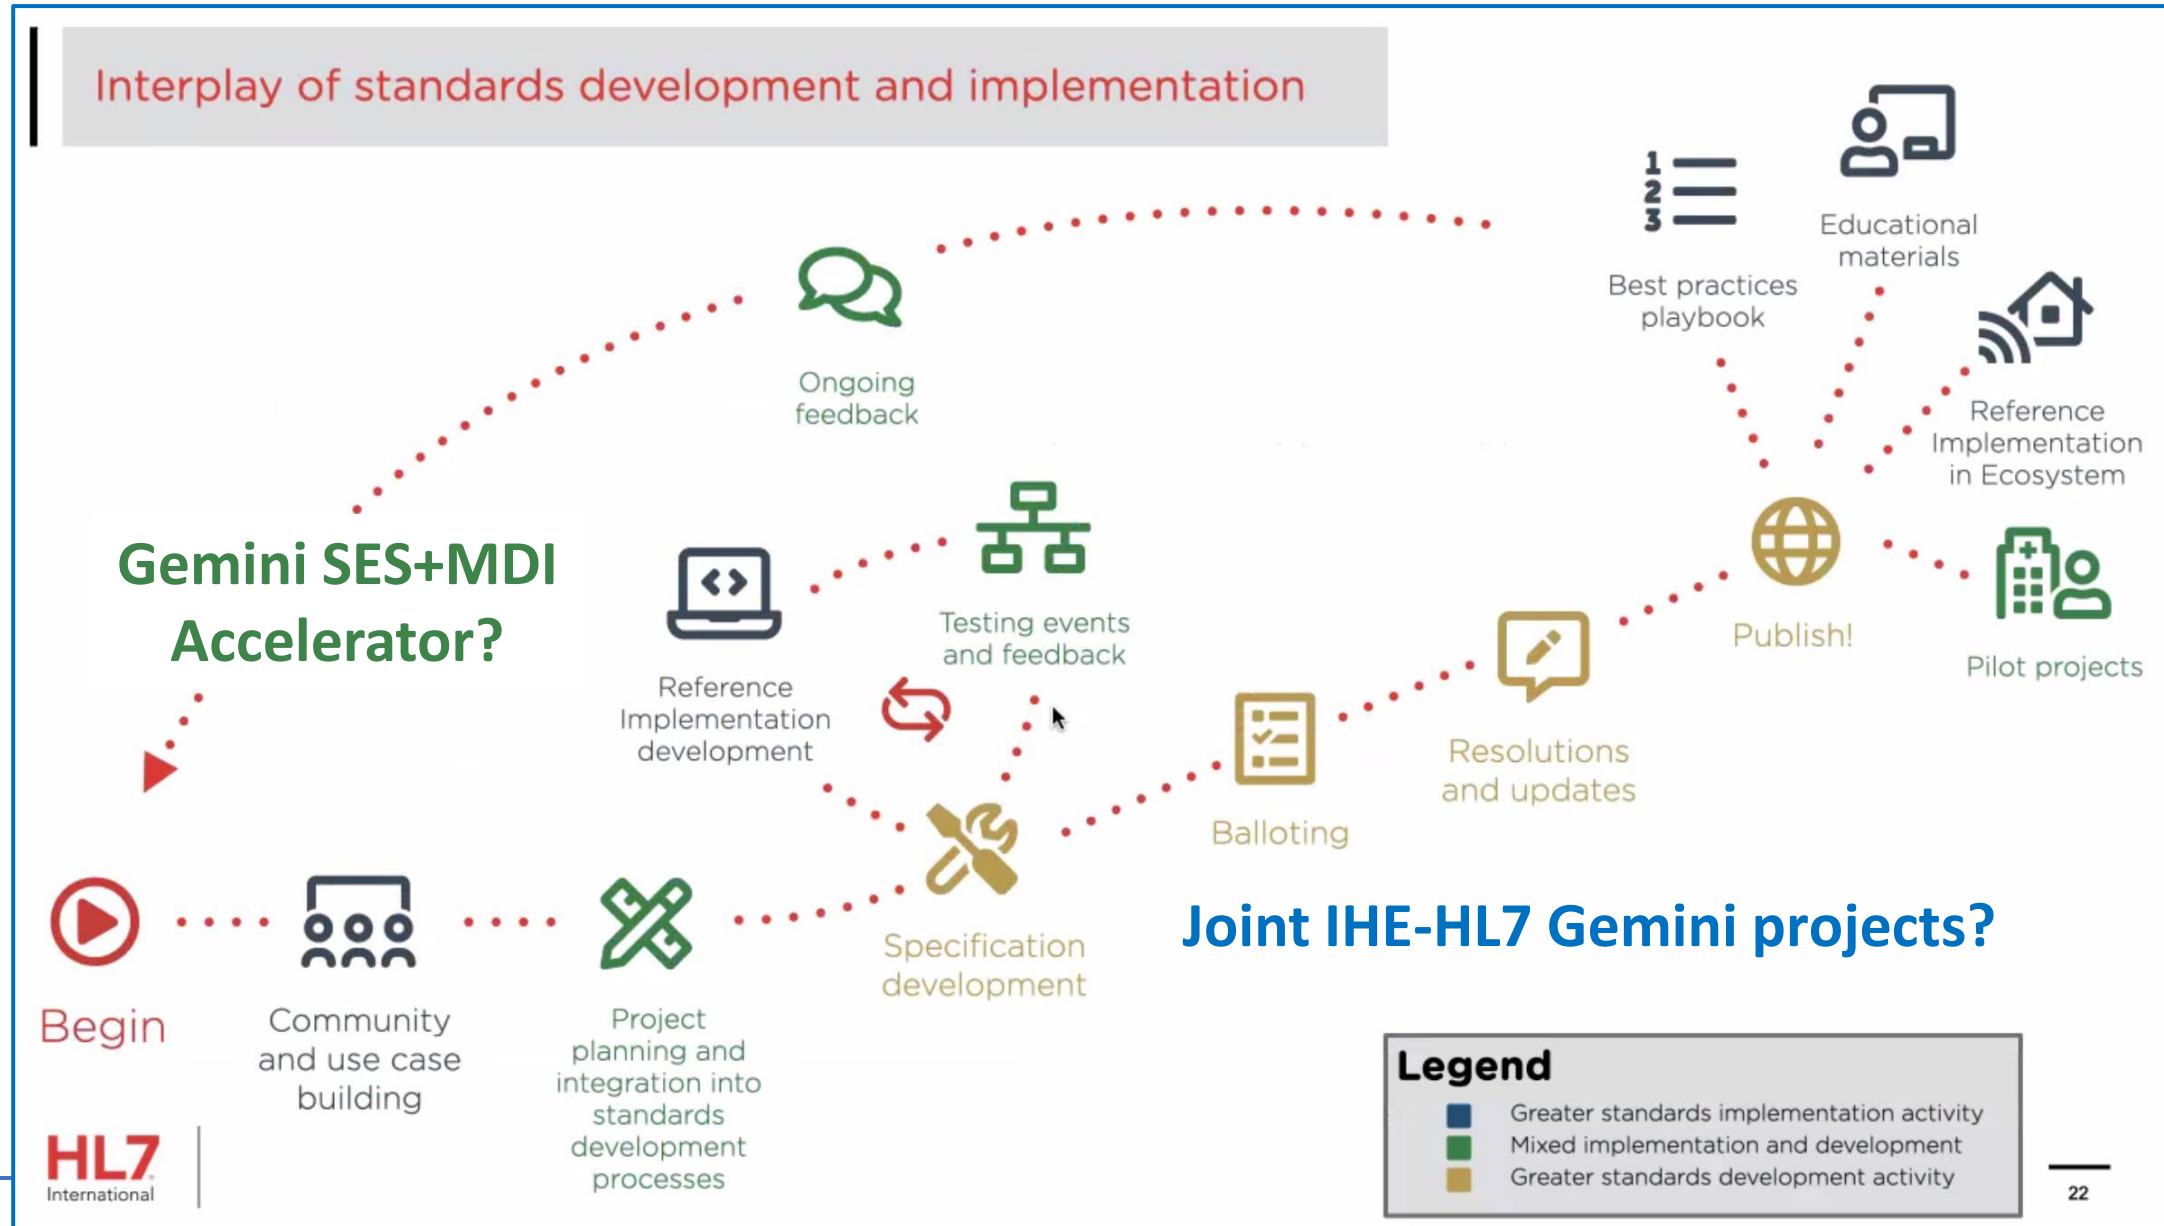 Interplay of standards development and implementation
1
2
3
Educational
materials
Best practices
playbook
Reference
Implementation
in Ecosystem
Ongoing
feedback
Gemini SES+MDI
Accelerator?
Testing events
and feedback
Reference
Implementation
development
Publish!
Pilot projects
Resolutions
and updates
Balloting
Joint IHE-HL7 Gemini projects?
Specification
development
Begin
Community
and use case
building
Project
planning and
integration into
standards
development
processes
Legend
Greater standards implementation activity
Mixed implementation and development
Greater standards development activity
HL7
International
22